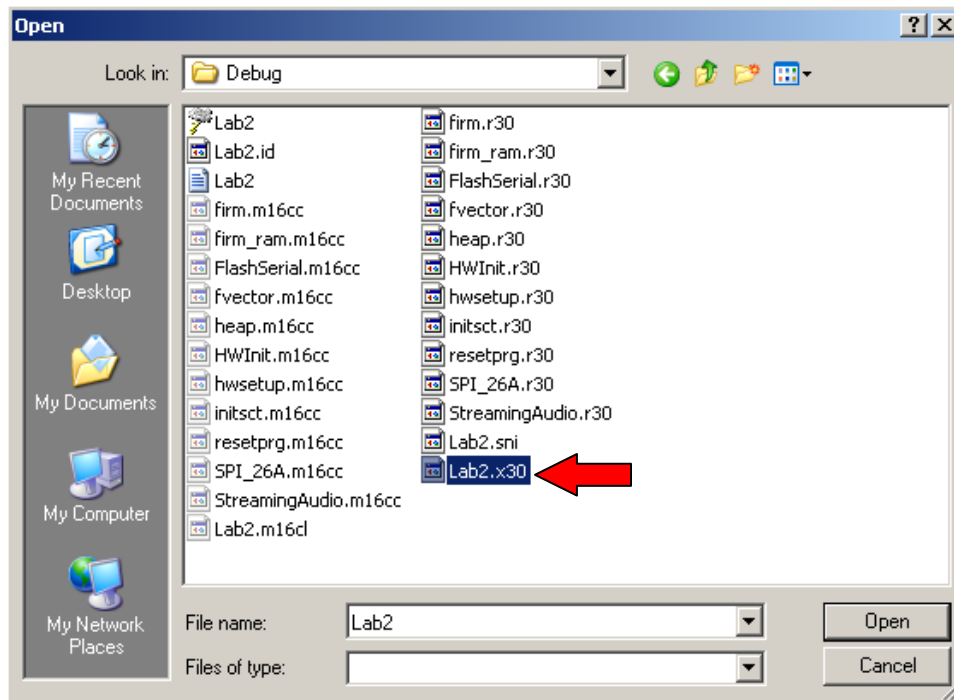 Open
Look in:
Debug
My Recent
Documents
Desktop
My Documents
My Computer
My Network
Places
Lab2
Lab2.id
Lab2
firm.m16cc
firm_ram.m16cc
FlashSerial.m16cc
fvector.m16cc
heap.m16cc
HWInit.m16cc
hwsetup.m16cc
initsct.m16cc
resetprg.m16cc
SPI_26A.m16cc
StreamingAudio.m16cc
Lab2.m16cl
firm.r30
firm_ram.r30
FlashSerial.r30
fvector.r30
heap.r30
HWInit.r30
hwsetup.r30
initsct.r30
resetprg.r30
SPI_26A.r30
StreamingAudio.r30
Lab2.sni
Lab2.x30
File name:
Lab2
Open
Files of type:
Cancel